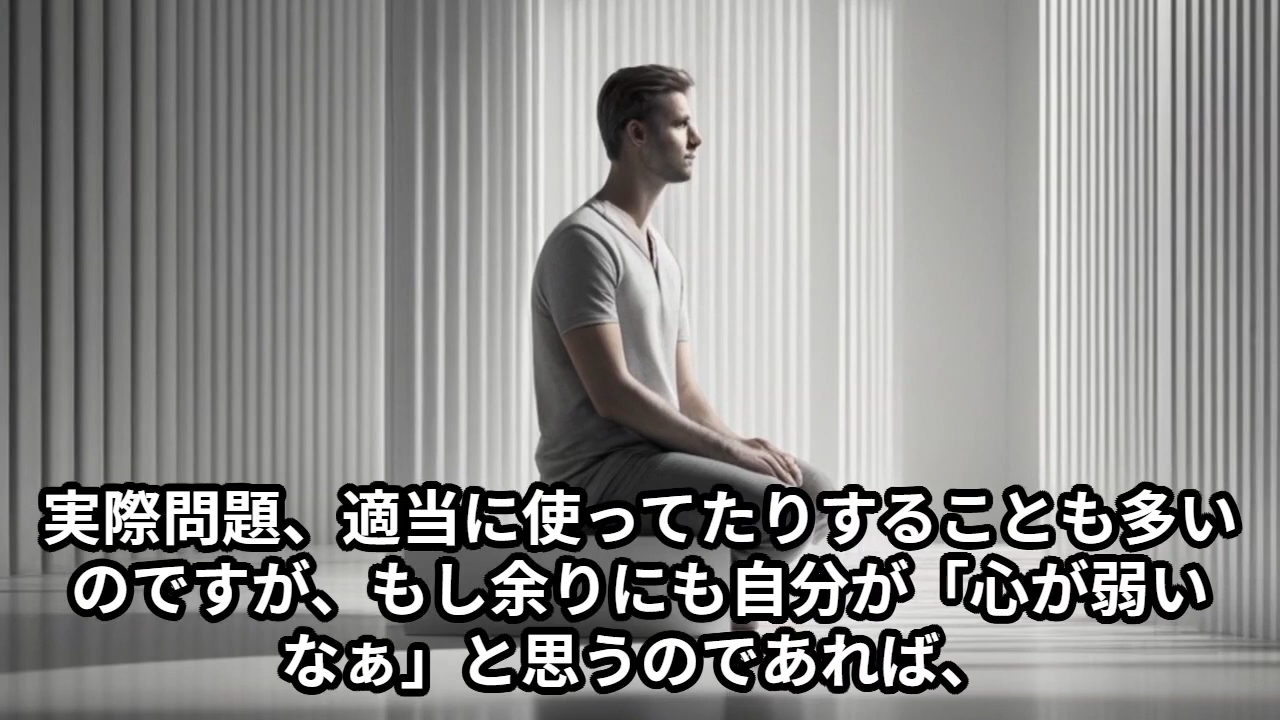 実際問題、適当に使ってたりすることも多い
のですが、もし余りにも自分が「心が弱い
なぁ」と思うのであれば、